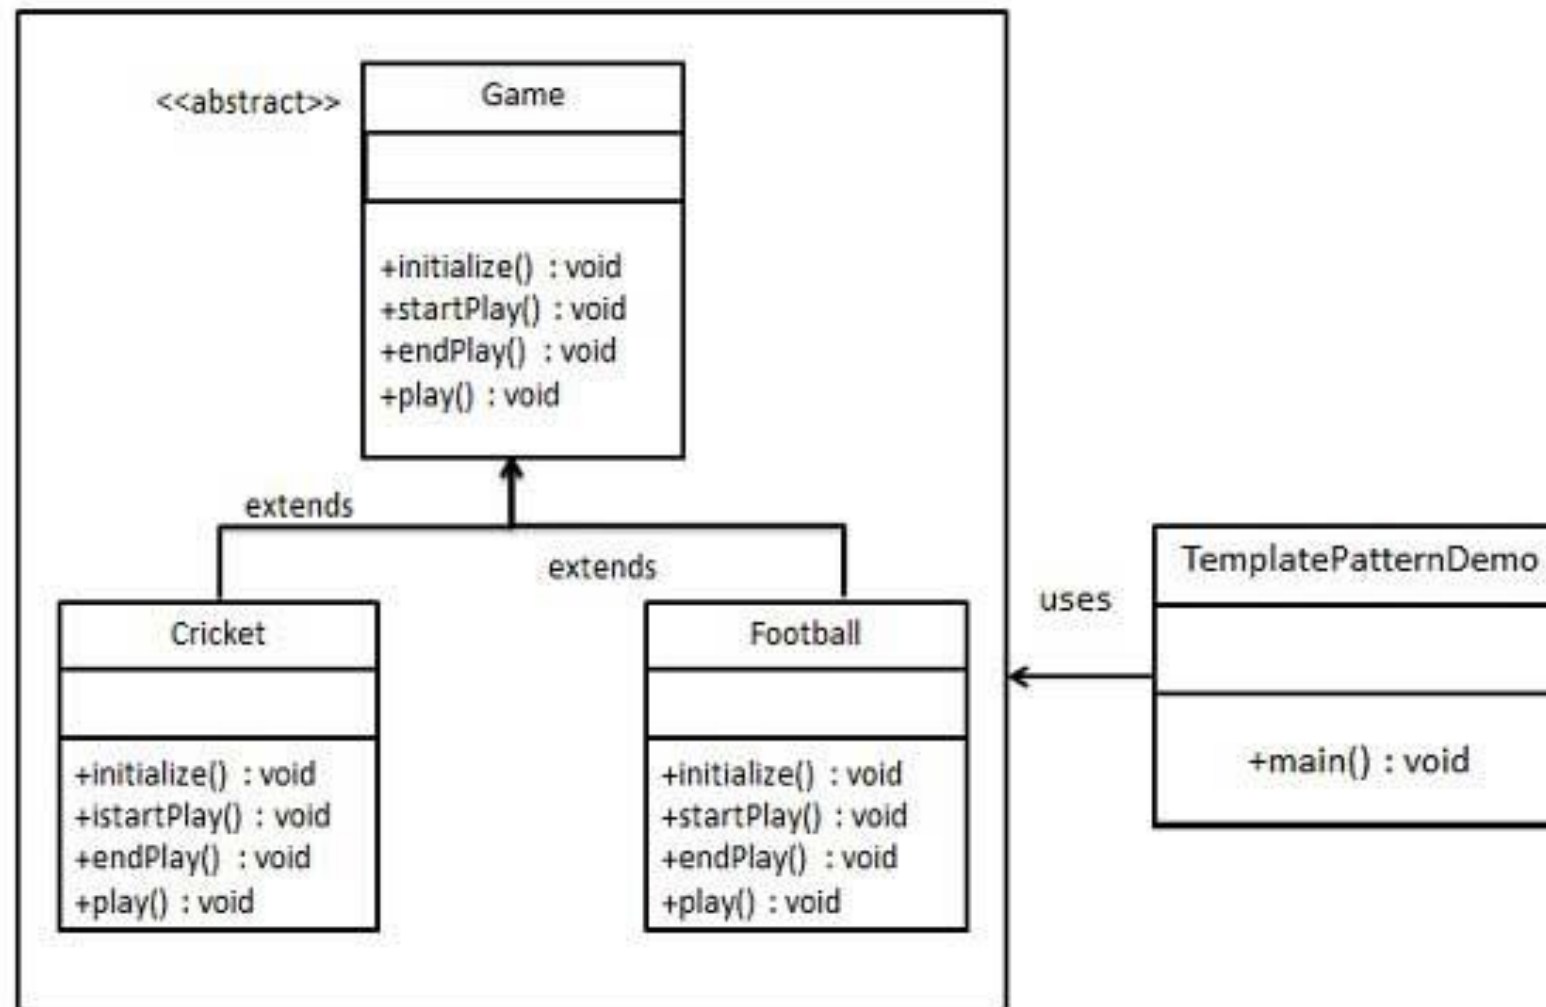 <<abstract>>
Game
+initialize() : void
+startPlay() : void
+endPlay() : void
+play() : void
extends
extends
Cricket
+initialize() : void
+istartPlay() : void
+endPlay() : void
+play() : void
Football
+initialize() : void
+startPlay() : void
+endPlay() : void
+play() : void
uses
TemplatePatternDemo
+main() : void